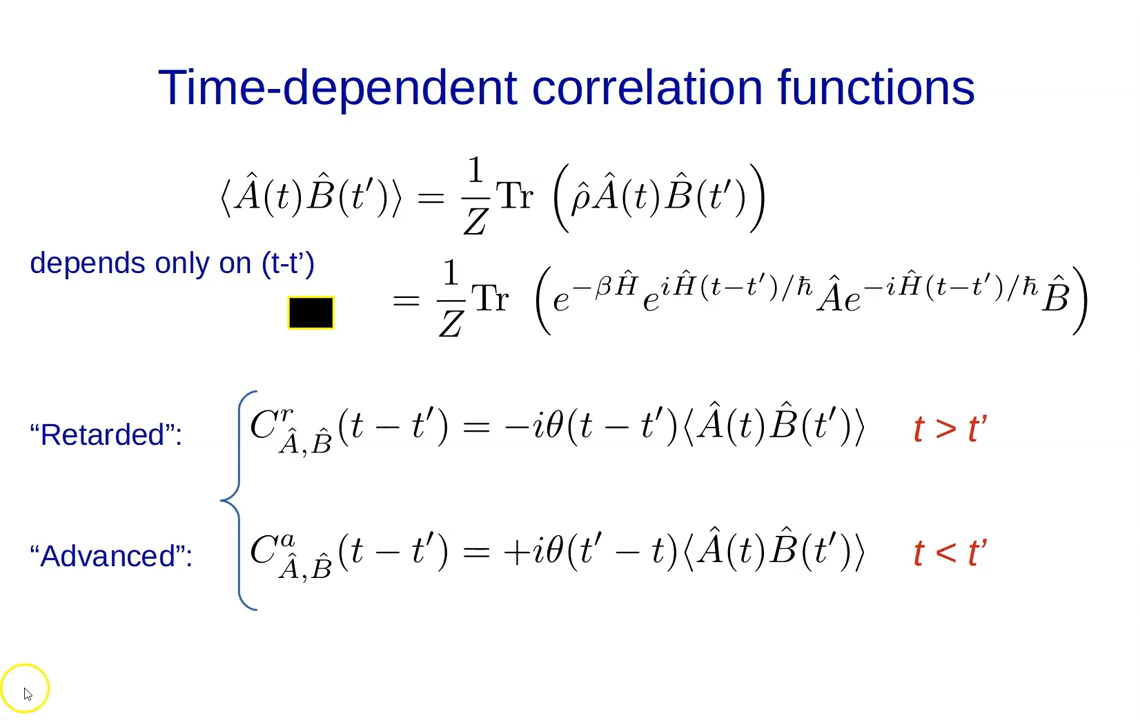 Time-dependent correlation functions
⟨Â(t)B̂(t′)⟩ = 1/Z Tr (ρ̂Â(t)B̂(t′))
depends only on (t-t’)
= 1/Z Tr (e^{−βĤ} e^{iĤ(t−t′)/ħ} Â e^{−iĤ(t−t′)/ħ} B̂)
“Retarded”: C^r_{Â,B̂}(t − t′) = −iθ(t − t′)⟨Â(t)B̂(t′)⟩ t > t’
“Advanced”: C^a_{Â,B̂}(t − t′) = +iθ(t′ − t)⟨Â(t)B̂(t′)⟩ t < t’